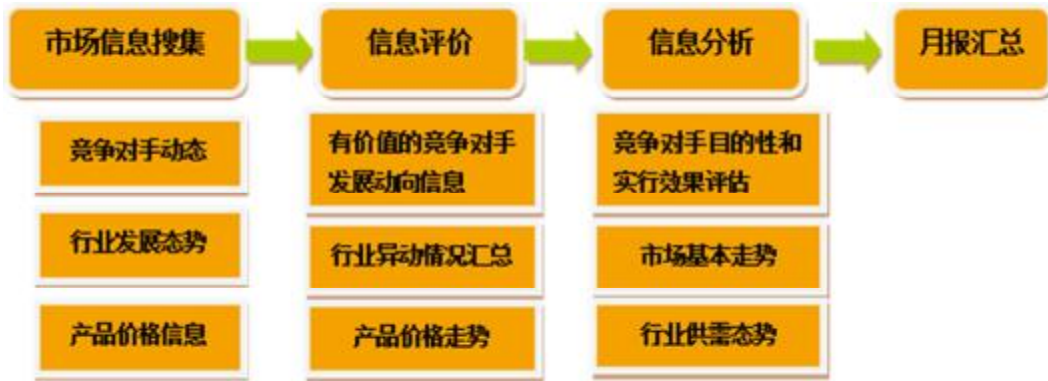 市场信息搜集
信息评价
信息分析
月报汇总
竞争对手动态
有价值的竞争对手
发展动向信息
竞争对手目的性和
实行效果评估
行业发展态势
行业异动情况汇总
市场基本走势
产品价格信息
产品价格走势
行业供需态势